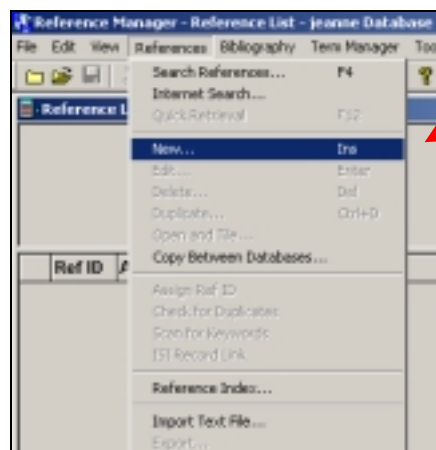 Reference Manager - Reference List - jeanne Database
File Edit View References Bibliography Term Manager Too
Search References... F4
Internet Search...
Quick Retrieval F12
Reference L
New... Ins
Edit... Enter
Delete... Del
Duplicate... Ctrl+D
Open and Tile...
Copy Between Databases...
Ref ID A
Assign Ref ID
Check for Duplicates
Scan for Keywords
ISI Record Link
Reference Index...
Import Text File...
Export...